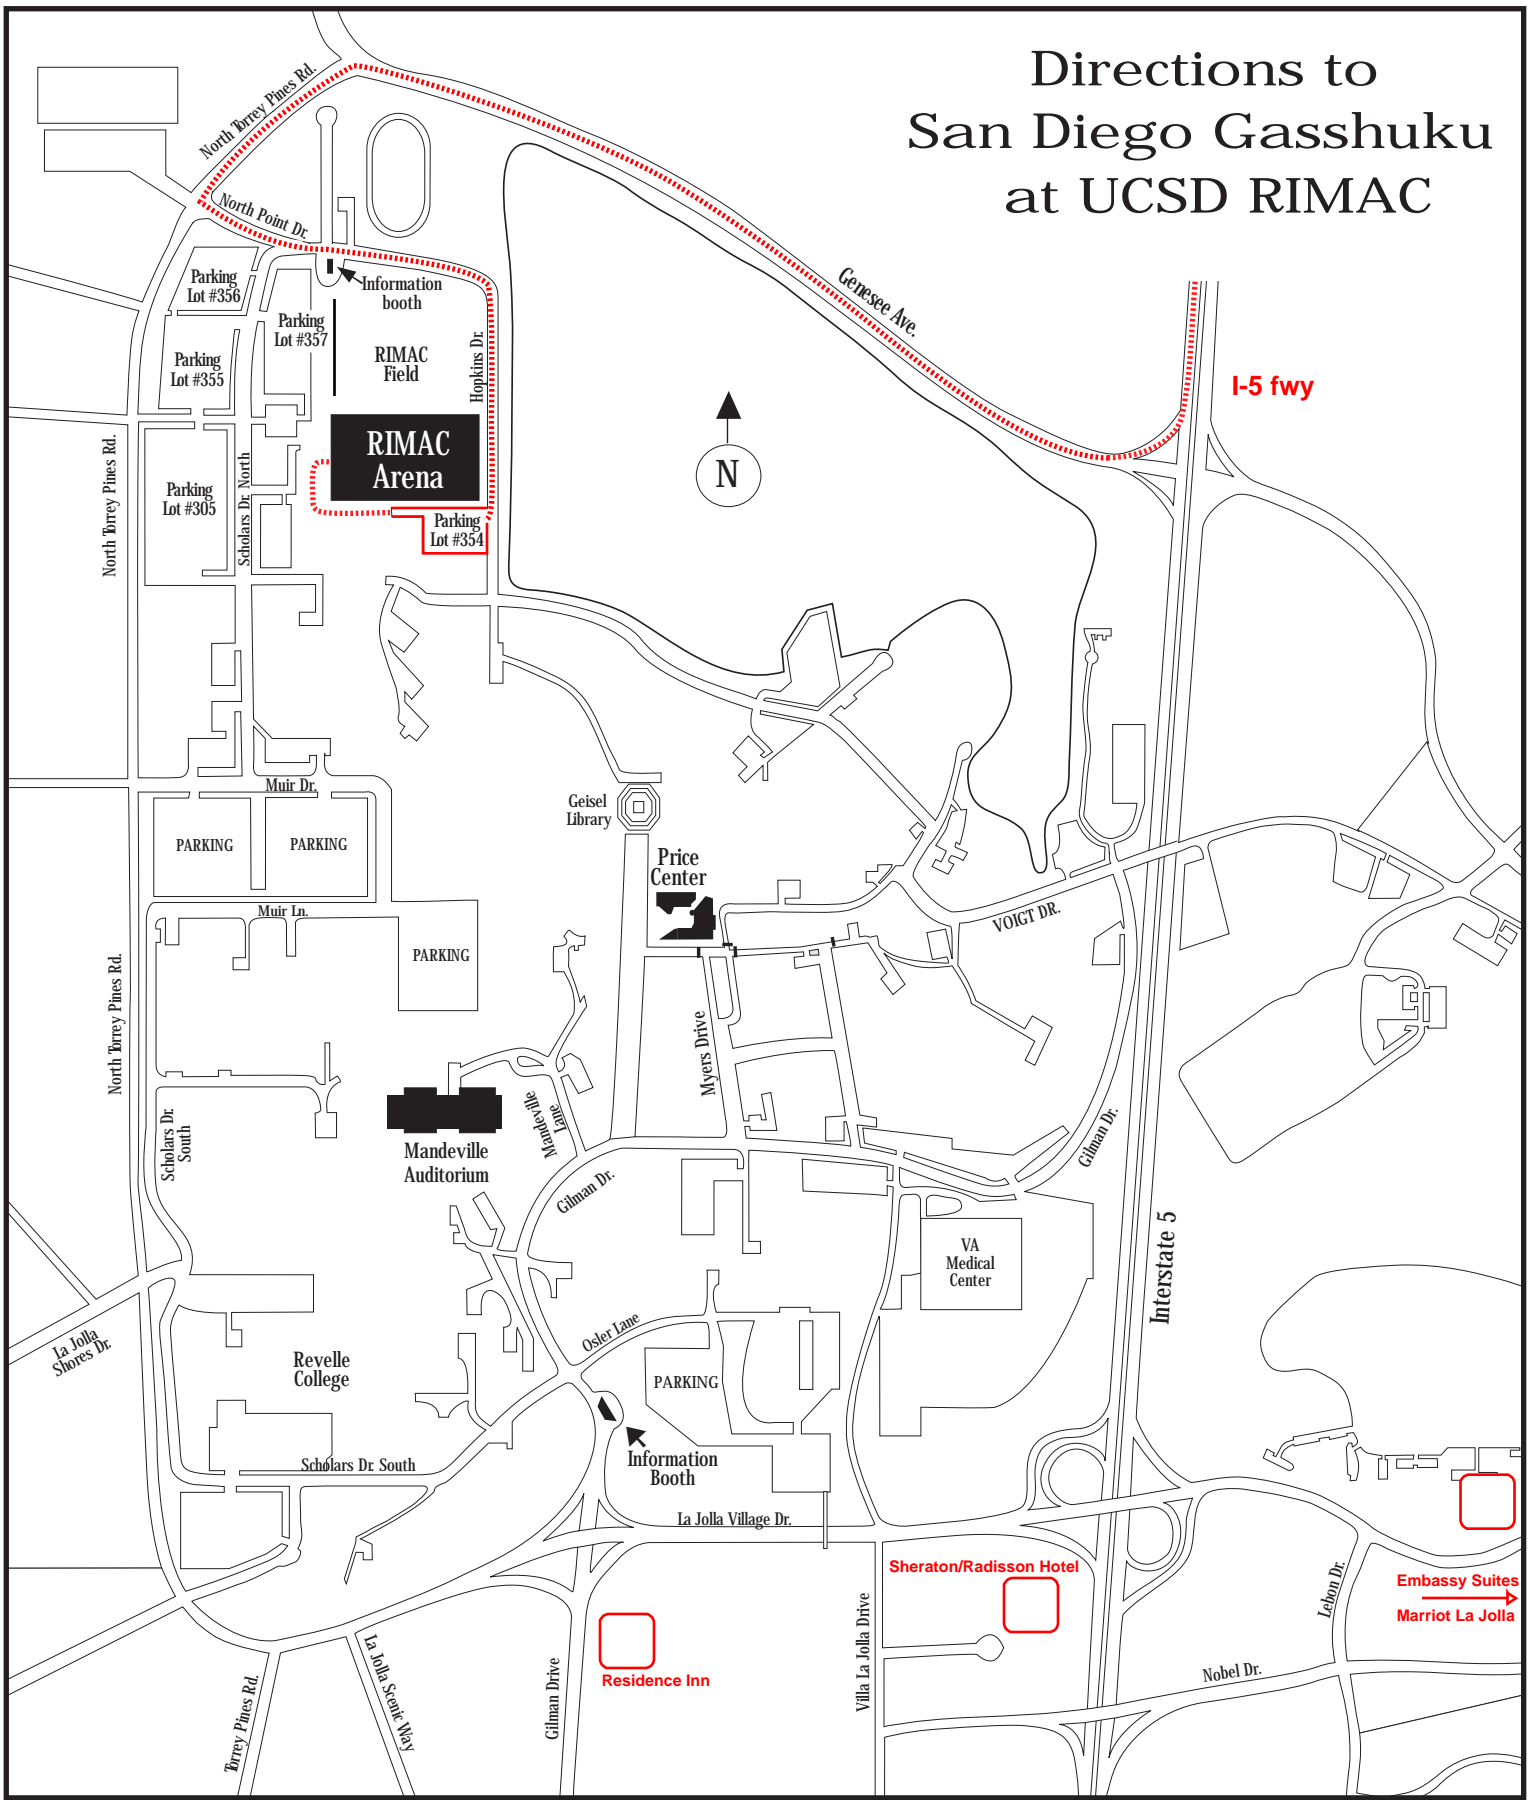 Directions to
San Diego Gasshuku
at UCSD RIMAC
North Torrey Pines Rd.
North Point Dr.
Parking
Lot #356
Information
booth
Genesee Ave.
Parking
Lot #357
Parking
Lot #355
RIMAC
Field
Hopkins Dr.
I-5 fwy
RIMAC
Arena
N
North Torrey Pines Rd.
Parking
Lot #305
Scholars Dr. North
Parking
Lot #354
Muir Dr.
Geisel
Library
PARKING
PARKING
Price
Center
Muir Ln.
VOIGT DR.
PARKING
North Torrey Pines Rd.
Myers Drive
Mandeville
Lane
Scholars Dr.
South
Gilman Dr.
Mandeville
Auditorium
Gilman Dr.
VA
Medical
Center
Interstate 5
La Jolla
Shores Dr.
Osler Lane
Revelle
College
PARKING
Information
Booth
Scholars Dr. South
La Jolla Village Dr.
Sheraton/Radisson Hotel
Lebon Dr.
Embassy Suites
Marriot La Jolla
Villa La Jolla Drive
Residence Inn
Nobel Dr.
La Jolla Scenic Way
Gilman Drive
Torrey Pines Rd.